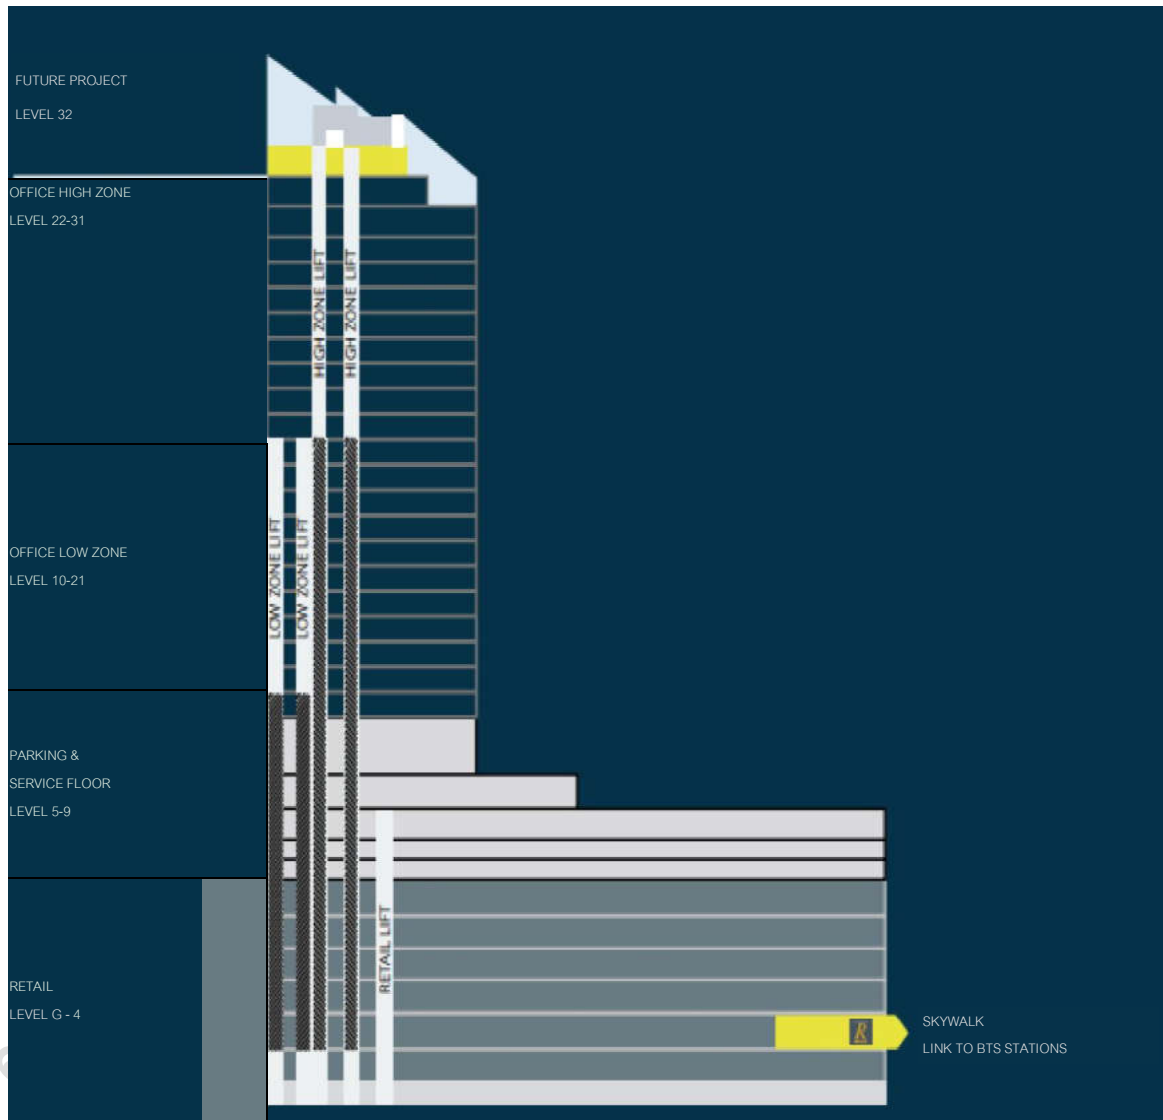 FUTURE PROJECT
LEVEL 32
OFFICE HIGH ZONE
LEVEL 22-31
HIGH ZONE LIFT
HIGH ZONE LIFT
OFFICE LOW ZONE
LEVEL 10-21
LOW ZONE LIFT
LOW ZONE LIFT
PARKING &
SERVICE FLOOR
LEVEL 5-9
RETAIL
LEVEL G - 4
RETAIL LIFT
R
SKYWALK
LINK TO BTS STATIONS